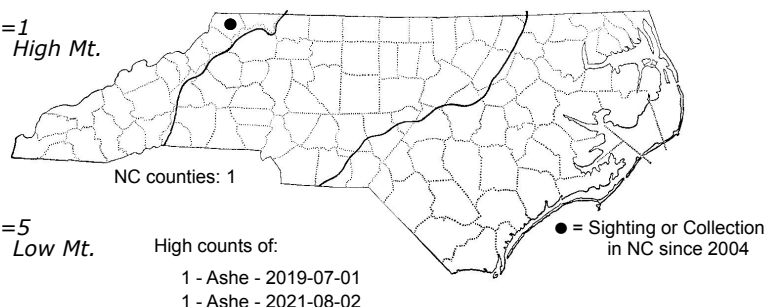 =1
High Mt.
NC counties: 1
=5
Low Mt.
High counts of:
1 - Ashe - 2019-07-01
1 - Ashe - 2021-08-02
● = Sighting or Collection
in NC since 2004